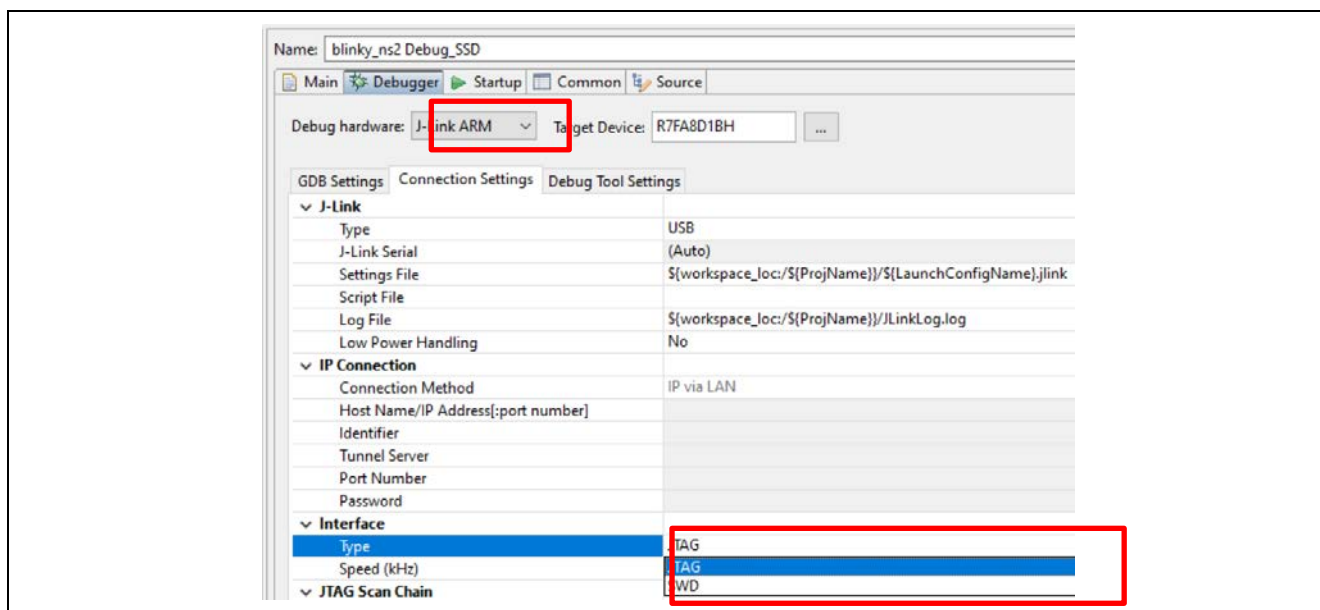 Name: blinky_ns2 Debug_SSD
Main Debugger Startup Common Source
Debug hardware: J-Link ARM Target Device: R7FA8D1BH ...
GDB Settings Connection Settings Debug Tool Settings
J-Link
Type USB
J-Link Serial (Auto)
Settings File ${workspace_loc:/${ProjName}}/${LaunchConfigName}.jlink
Script File
Log File ${workspace_loc:/${ProjName}}/JLinkLog.log
Low Power Handling No
IP Connection
Connection Method IP via LAN
Host Name/IP Address[:port number]
Identifier
Tunnel Server
Port Number
Password
Interface
Type JTAG
Speed (kHz) JTAG
SWD
JTAG Scan Chain